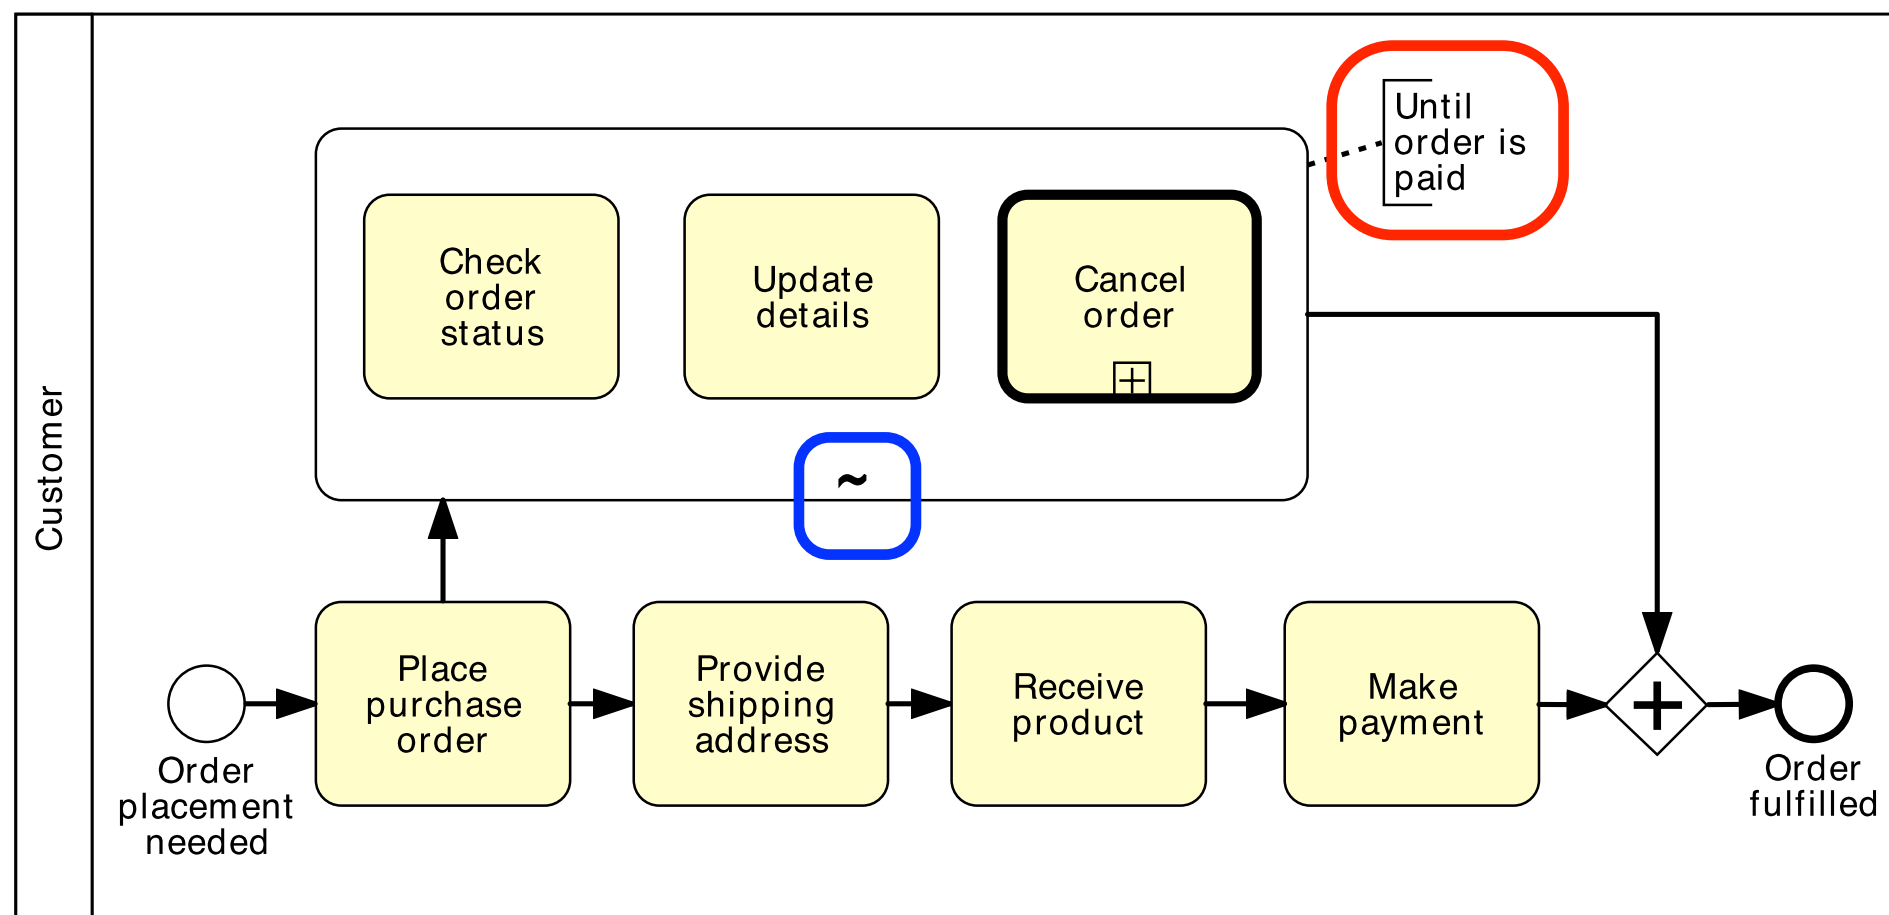 Customer
Until
order is
paid
Check
order
status
Update
details
Cancel
order
~
Place
purchase
order
Provide
shipping
address
Receive
product
Make
payment
Order
placement
needed
Order
fulfilled